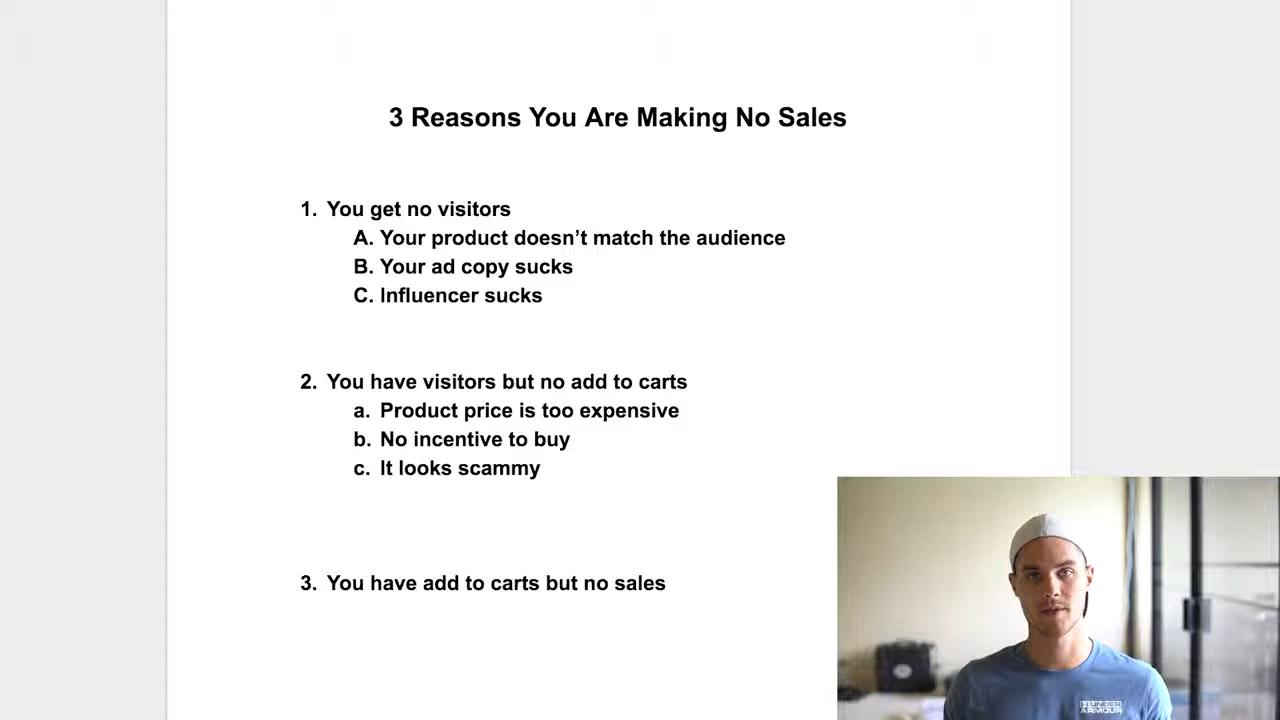 3 Reasons You Are Making No Sales
1. You get no visitors
A. Your product doesn’t match the audience
B. Your ad copy sucks
C. Influencer sucks
2. You have visitors but no add to carts
a. Product price is too expensive
b. No incentive to buy
c. It looks scammy
3. You have add to carts but no sales
UNDER
ARMOUR